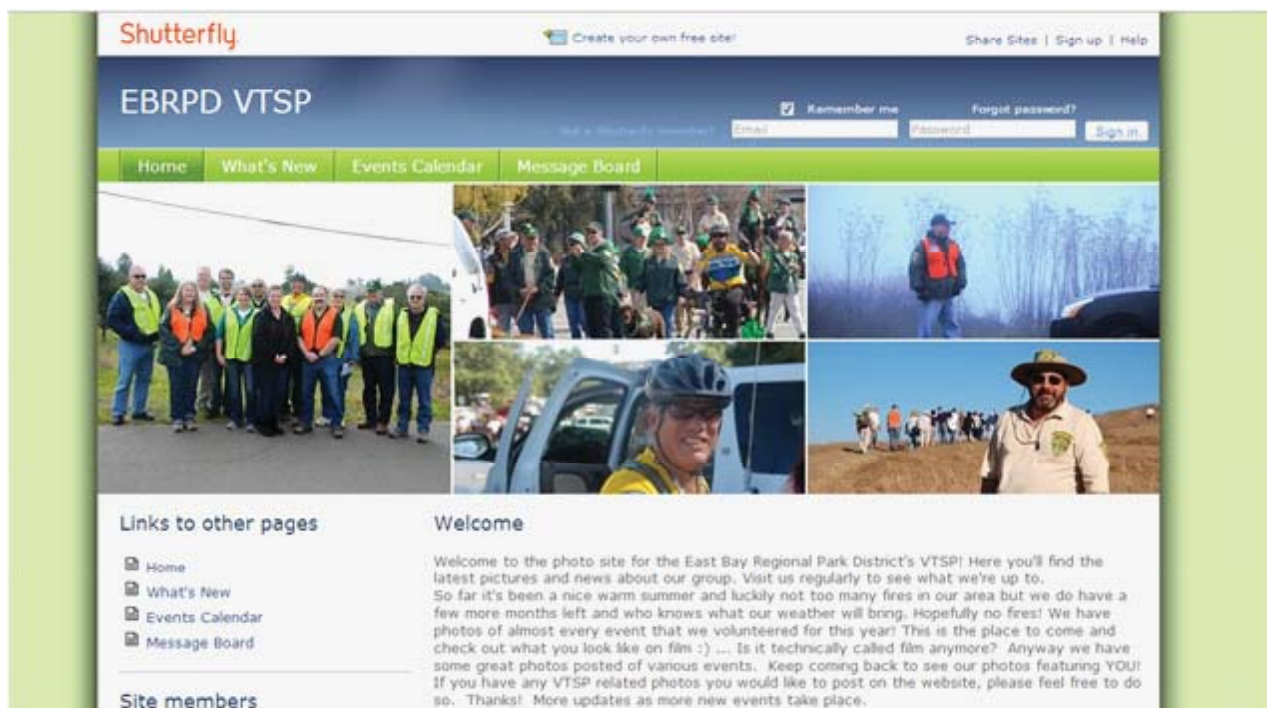 Shutterfly
Create your own free site!
Share Sites | Sign up | Help
EBRPD VTSP
Remember me
Forgot password?
Not a Shutterfly member?
Email
Password
Sign in
Home
What's New
Events Calendar
Message Board
Links to other pages
Home
What's New
Events Calendar
Message Board
Site members
Welcome
Welcome to the photo site for the East Bay Regional Park District's VTSP! Here you'll find the
latest pictures and news about our group. Visit us regularly to see what we're up to.
So far it's been a nice warm summer and luckily not too many fires in our area but we do have a
few more months left and who knows what our weather will bring. Hopefully no fires! We have
photos of almost every event that we volunteered for this year! This is the place to come and
check out what you look like on film :) ... Is it technically called film anymore? Anyway we have
some great photos posted of various events. Keep coming back to see our photos featuring YOU!
If you have any VTSP related photos you would like to post on the website, please feel free to do
so. Thanks! More updates as more new events take place.